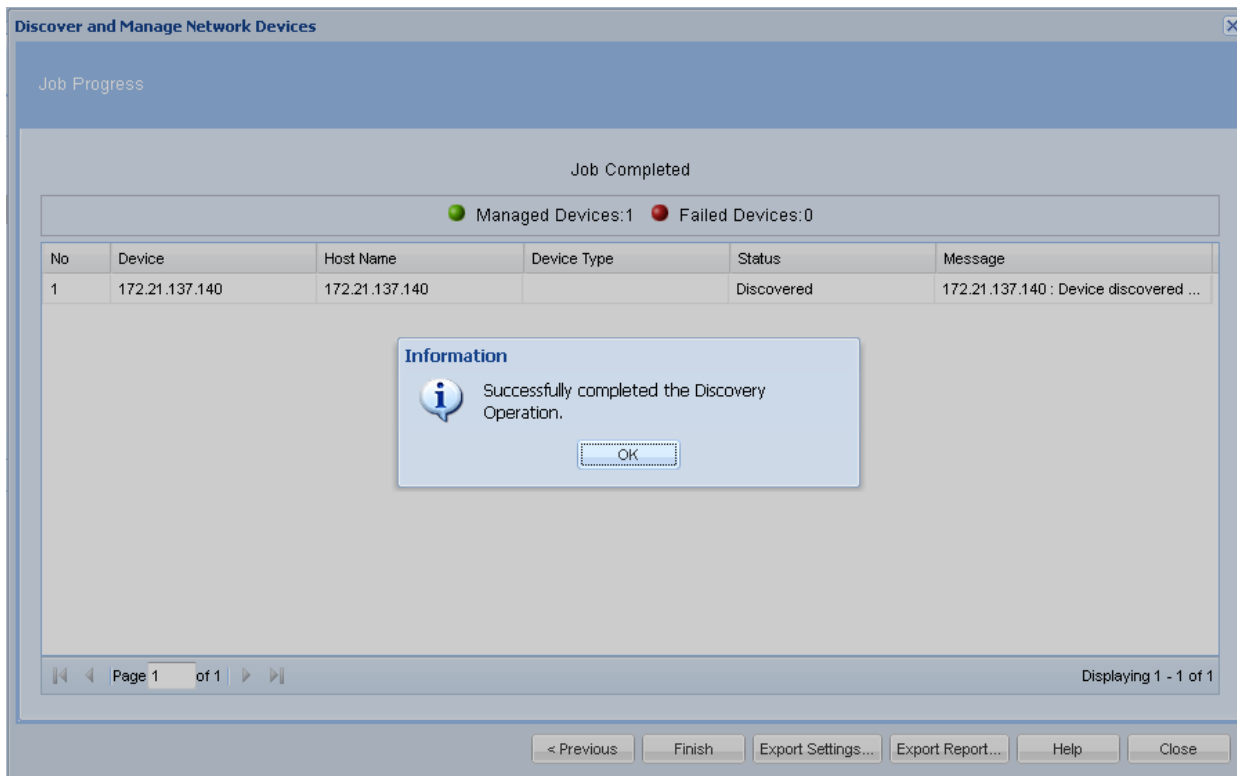 Discover and Manage Network Devices
Job Progress
Job Completed
Managed Devices:1 Failed Devices:0
No Device Host Name Device Type Status Message
1 172.21.137.140 172.21.137.140 Discovered 172.21.137.140 : Device discovered ...
Information
Successfully completed the Discovery
Operation.
OK
Page 1 of 1 Displaying 1 - 1 of 1
< Previous Finish Export Settings... Export Report... Help Close